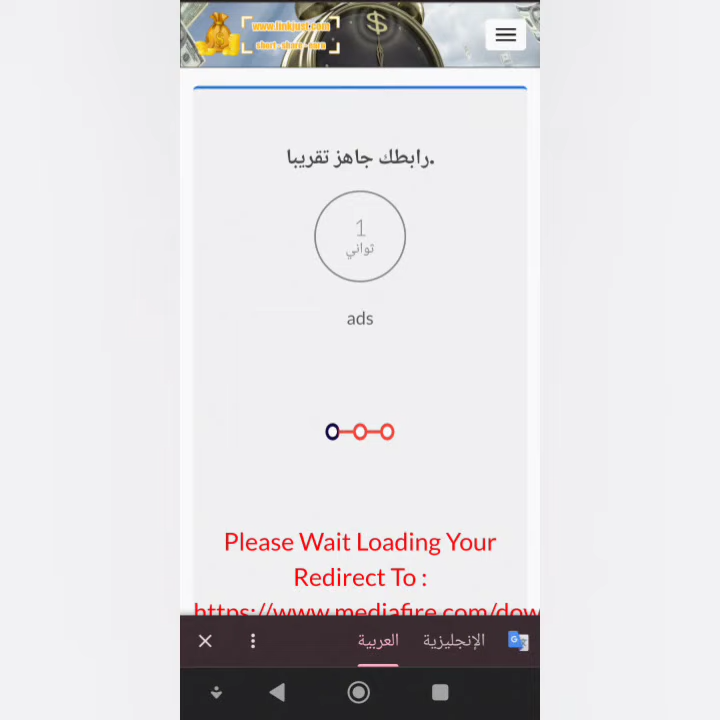 www.linkjust.com
short - share - earn
رابطك جاهز تقريبا.
1
ثواني
ads
Please Wait Loading Your
Redirect To :
https://www.mediafire.com/dow
العربية
الإنجليزية